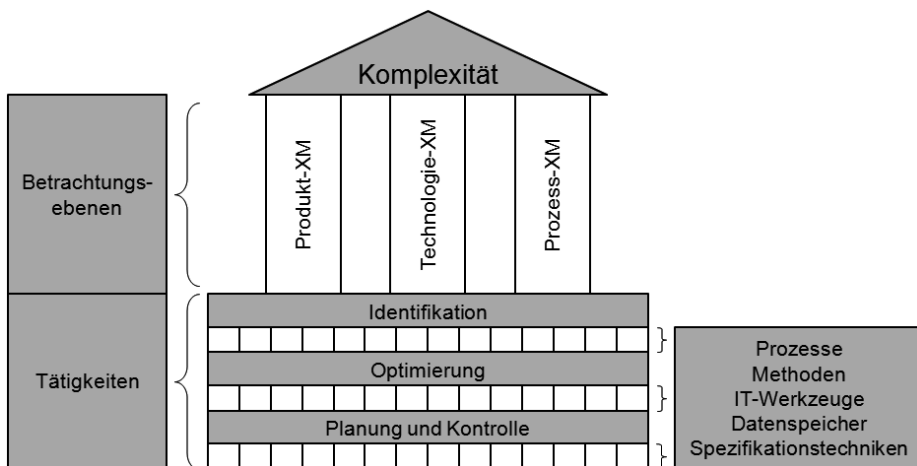 Komplexität
Betrachtungs-
ebenen
Produkt-XM
Technologie-XM
Prozess-XM
Tätigkeiten
Identifikation
Optimierung
Planung und Kontrolle
Prozesse
Methoden
IT-Werkzeuge
Datenspeicher
Spezifikationstechniken